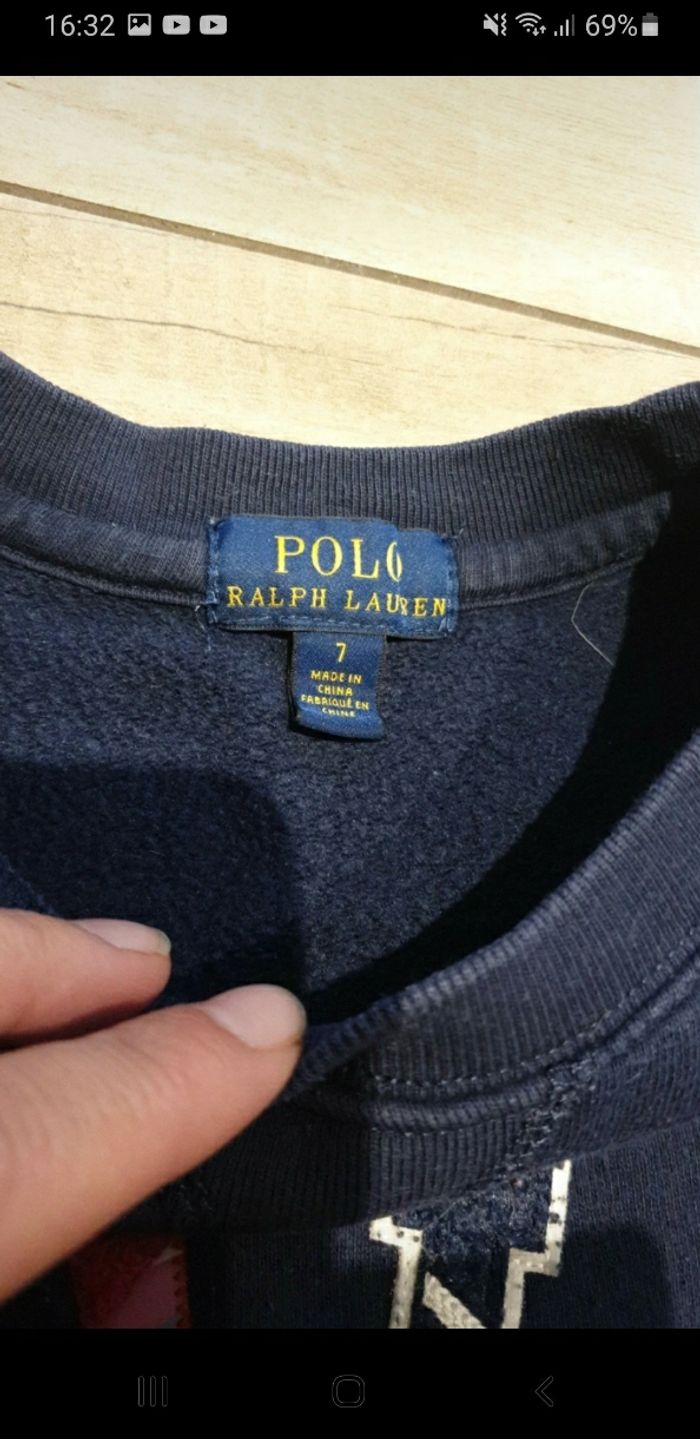 16:32
69%
POLO
RALPH LAUREN
7
MADE IN
CHINA
FABRIQUÉ EN
CHINE
N